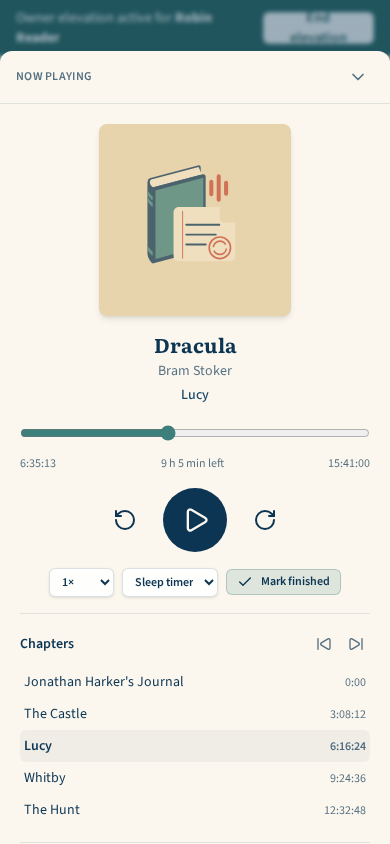 Owner elevation active for Robin
Reader
End
elevation
NOW PLAYING
Dracula
Bram Stoker
Lucy
6:35:13
9 h 5 min left
15:41:00
1×
Sleep timer
Mark finished
Chapters
Jonathan Harker's Journal 0:00
The Castle 3:08:12
Lucy 6:16:24
Whitby 9:24:36
The Hunt 12:32:48